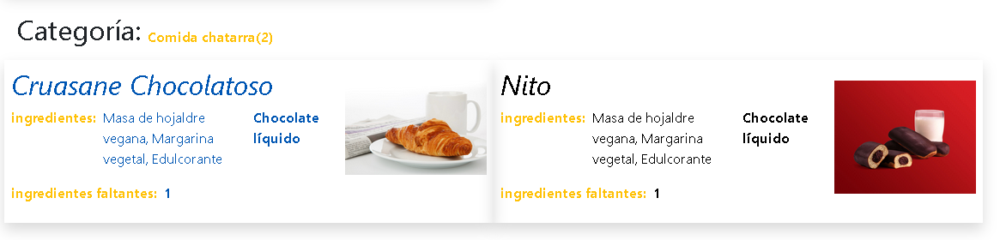 Categoría: Comida chatarra(2)
Cruasane Chocolatoso
ingredientes: Masa de hojaldre vegana, Margarina vegetal, Edulcorante
Chocolate líquido
ingredientes faltantes: 1
Nito
ingredientes: Masa de hojaldre vegana, Margarina vegetal, Edulcorante
Chocolate líquido
ingredientes faltantes: 1